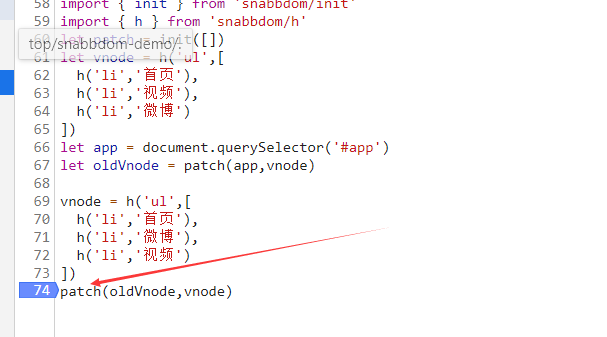 58 import { init } from 'snabbdom/init'
59 import { h } from 'snabbdom/h'
60 let patch = init([])
top/snabbdom-demo/:
61 let vnode = h('ul',[
62 h('li','首页'),
63 h('li','视频'),
64 h('li','微博')
65 ])
66 let app = document.querySelector('#app')
67 let oldVnode = patch(app,vnode)
68
69 vnode = h('ul',[
70 h('li','首页'),
71 h('li','微博'),
72 h('li','视频')
73 ])
74 patch(oldVnode,vnode)